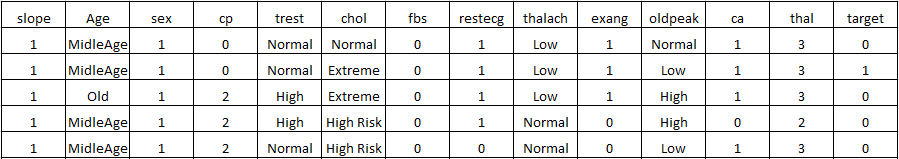 slope Age sex cp trest chol fbs restecg thalach exang oldpeak ca thal target
1 MidleAge 1 0 Normal Normal 0 1 Low 1 Normal 1 3 0
1 MidleAge 1 0 Normal Extreme 0 1 Low 1 Low 1 3 1
1 Old 1 2 High Extreme 0 1 Low 1 High 1 3 0
1 MidleAge 1 2 High High Risk 0 1 Normal 0 High 0 2 0
1 MidleAge 1 2 Normal High Risk 0 0 Normal 0 Low 1 3 0